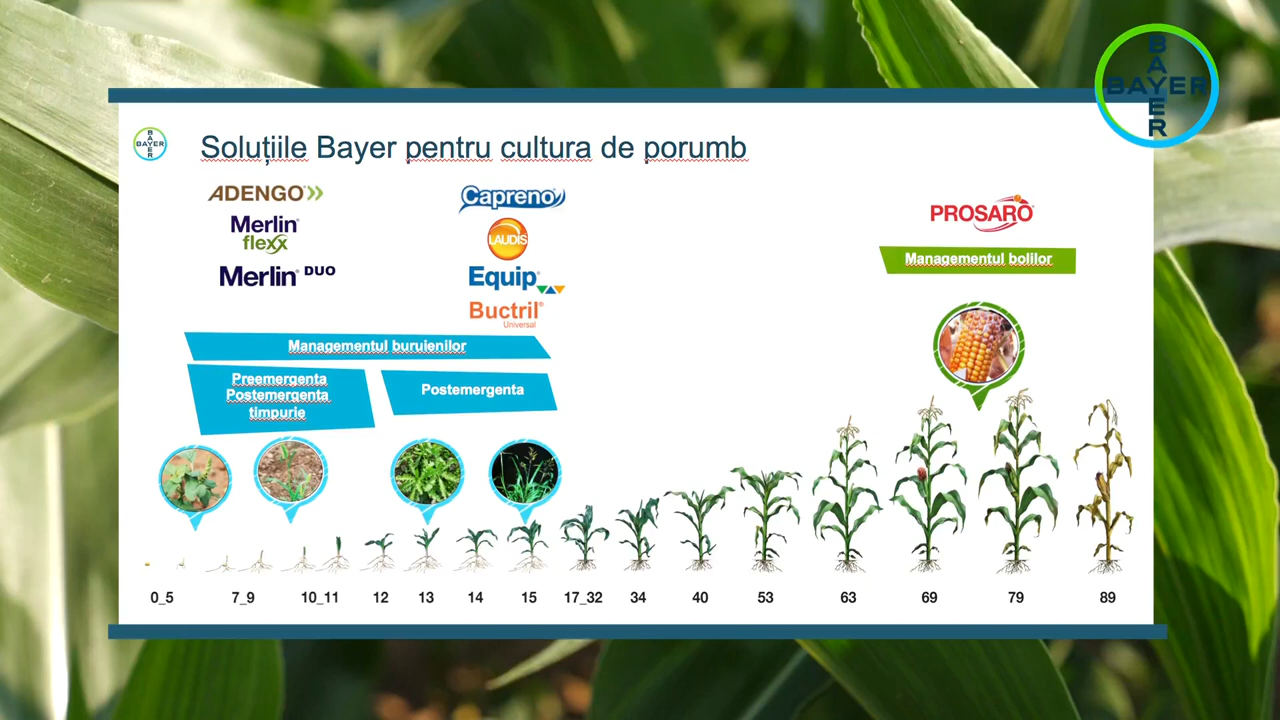 BAYER
BAYER
BAYER
BAYER
Soluțiile Bayer pentru cultura de porumb
ADENGO®
Merlin®
flexx
Merlin® DUO
Capreno®
LAUDIS
Equip®
Buctril®
Universal
PROSARO®
Managementul bolilor
Managementul buruienilor
Preemergenta
Postemergenta
timpurie
Postemergenta
0_5 7_9 10_11 12 13 14 15 17_32 34 40 53 63 69 79 89